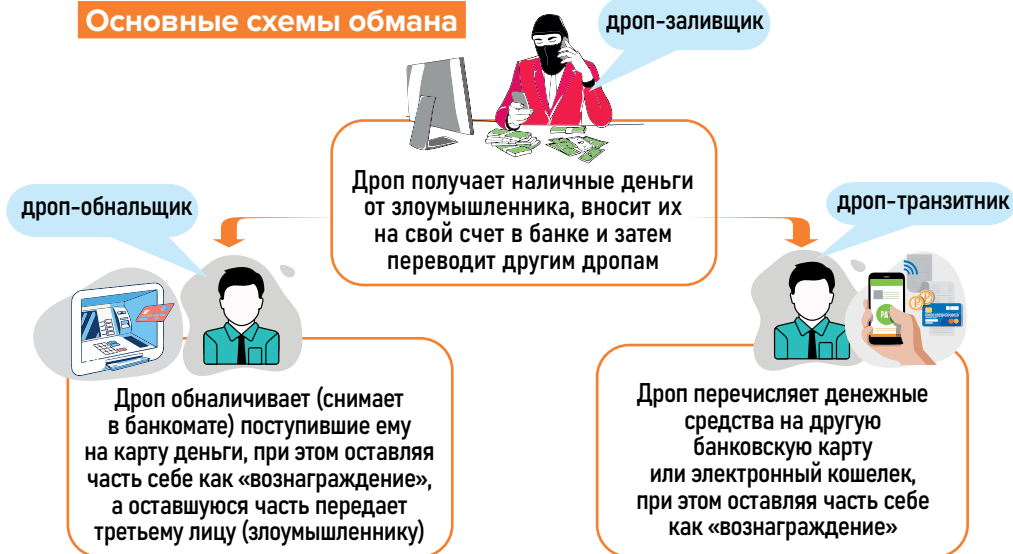 Основные схемы обмана
дроп-заливщик
Дроп получает наличные деньги
от злоумышленника, вносит их
на свой счет в банке и затем
переводит другим дропам
дроп-обнальщик
дроп-транзитник
Дроп обналичивает (снимает
в банкомате) поступившие ему
на карту деньги, при этом оставляя
часть себе как «вознаграждение»,
а оставшуюся часть передает
третьему лицу (злоумышленнику)
PA
Дроп перечисляет денежные
средства на другую
банковскую карту
или электронный кошелек,
при этом оставляя часть себе
как «вознаграждение»